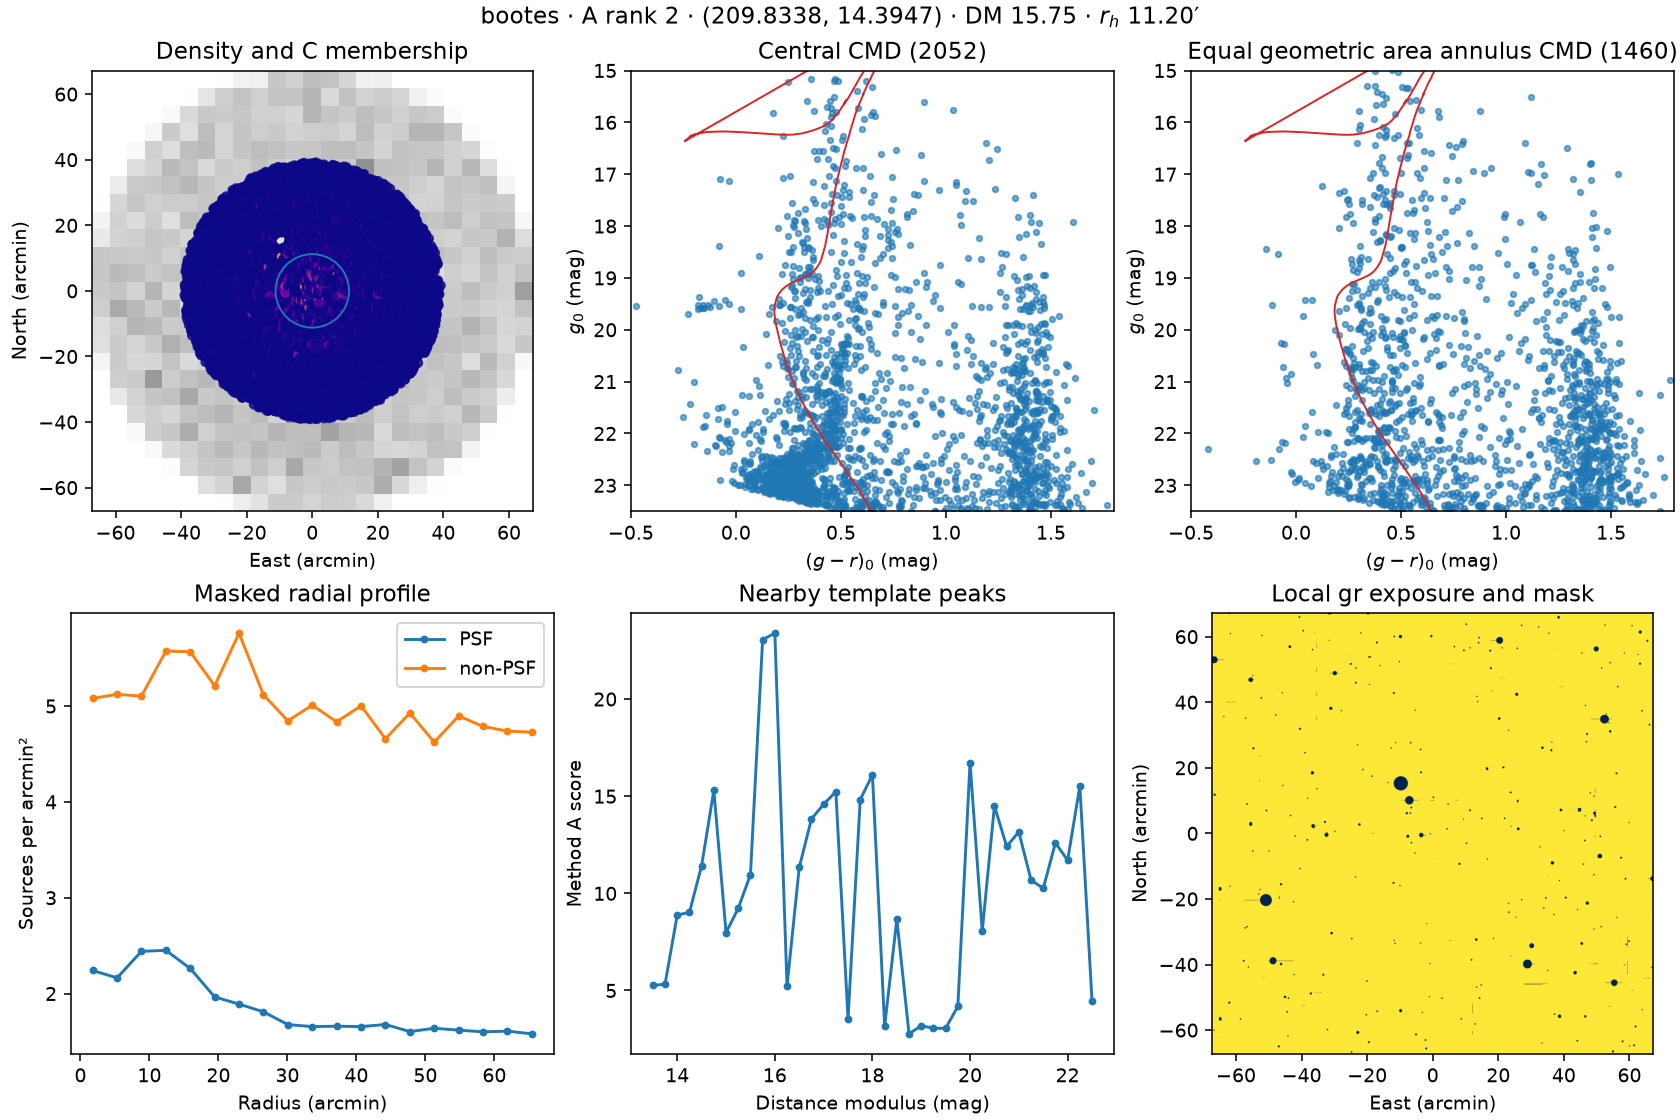 bootes · A rank 2 · (209.8338, 14.3947) · DM 15.75 · rₕ 11.20′
Density and C membership
60
40
20
0
−20
−40
−60
North (arcmin)
−60 −40 −20 0 20 40 60
East (arcmin)
Central CMD (2052)
15
16
17
18
19
20
21
22
23
g₀ (mag)
−0.5 0.0 0.5 1.0 1.5
(g − r)₀ (mag)
Equal geometric area annulus CMD (1460)
15
16
17
18
19
20
21
22
23
g₀ (mag)
−0.5 0.0 0.5 1.0 1.5
(g − r)₀ (mag)
Masked radial profile
PSF
non-PSF
5
4
3
2
Sources per arcmin²
0 10 20 30 40 50 60
Radius (arcmin)
Nearby template peaks
20
15
10
5
Method A score
14 16 18 20 22
Distance modulus (mag)
Local gr exposure and mask
60
40
20
0
−20
−40
−60
North (arcmin)
−60 −40 −20 0 20 40 60
East (arcmin)